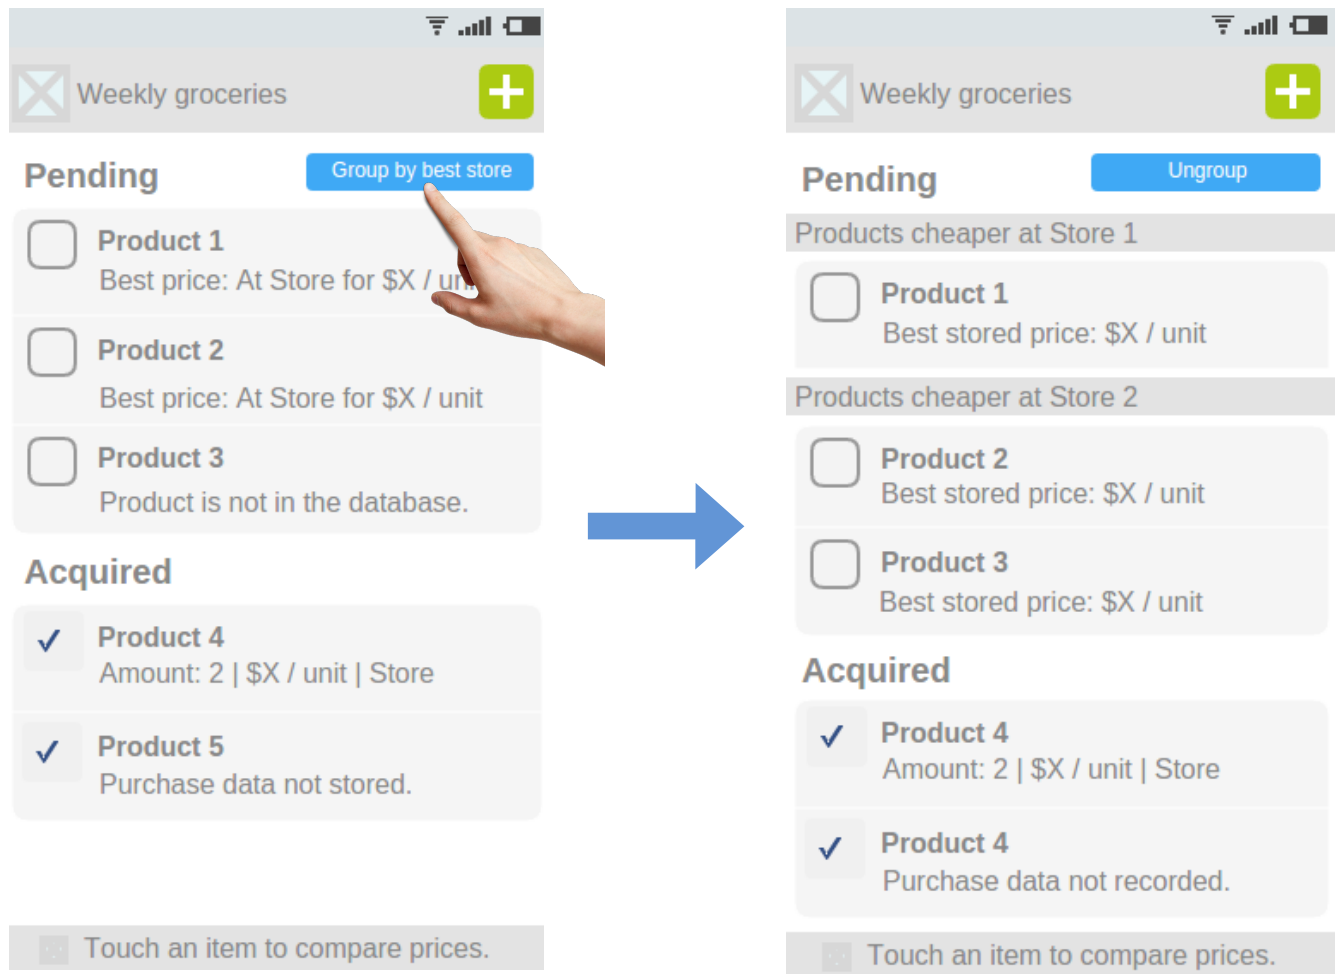 Weekly groceries
Pending
Group by best store
Product 1
Best price: At Store for $X /
Product 2
Best price: At Store for $X / unit
Product 3
Product is not in the database.
Acquired
Product 4
Amount: 2 | $X / unit | Store
Product 5
Purchase data not stored.
Touch an item to compare prices.
Weekly groceries
Pending
Ungroup
Products cheaper at Store 1
Product 1
Best stored price: $X / unit
Products cheaper at Store 2
Product 2
Best stored price: $X / unit
Product 3
Best stored price: $X / unit
Acquired
Product 4
Amount: 2 | $X / unit | Store
Product 4
Purchase data not recorded.
Touch an item to compare prices.